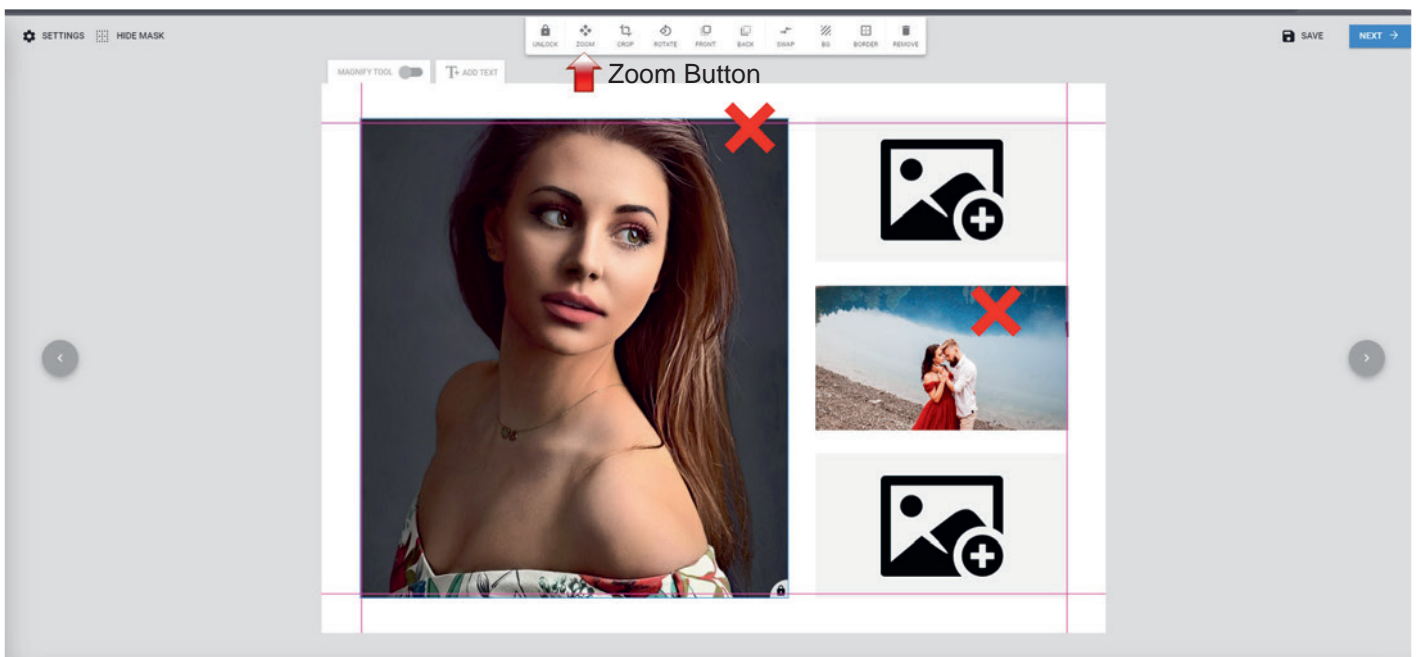 SETTINGS HIDE MASK
UNLOCK ZOOM CROP ROTATE FRONT BACK SWAP BG BORDER REMOVE
SAVE NEXT →
MAGNIFY TOOL T+ ADD TEXT
Zoom Button